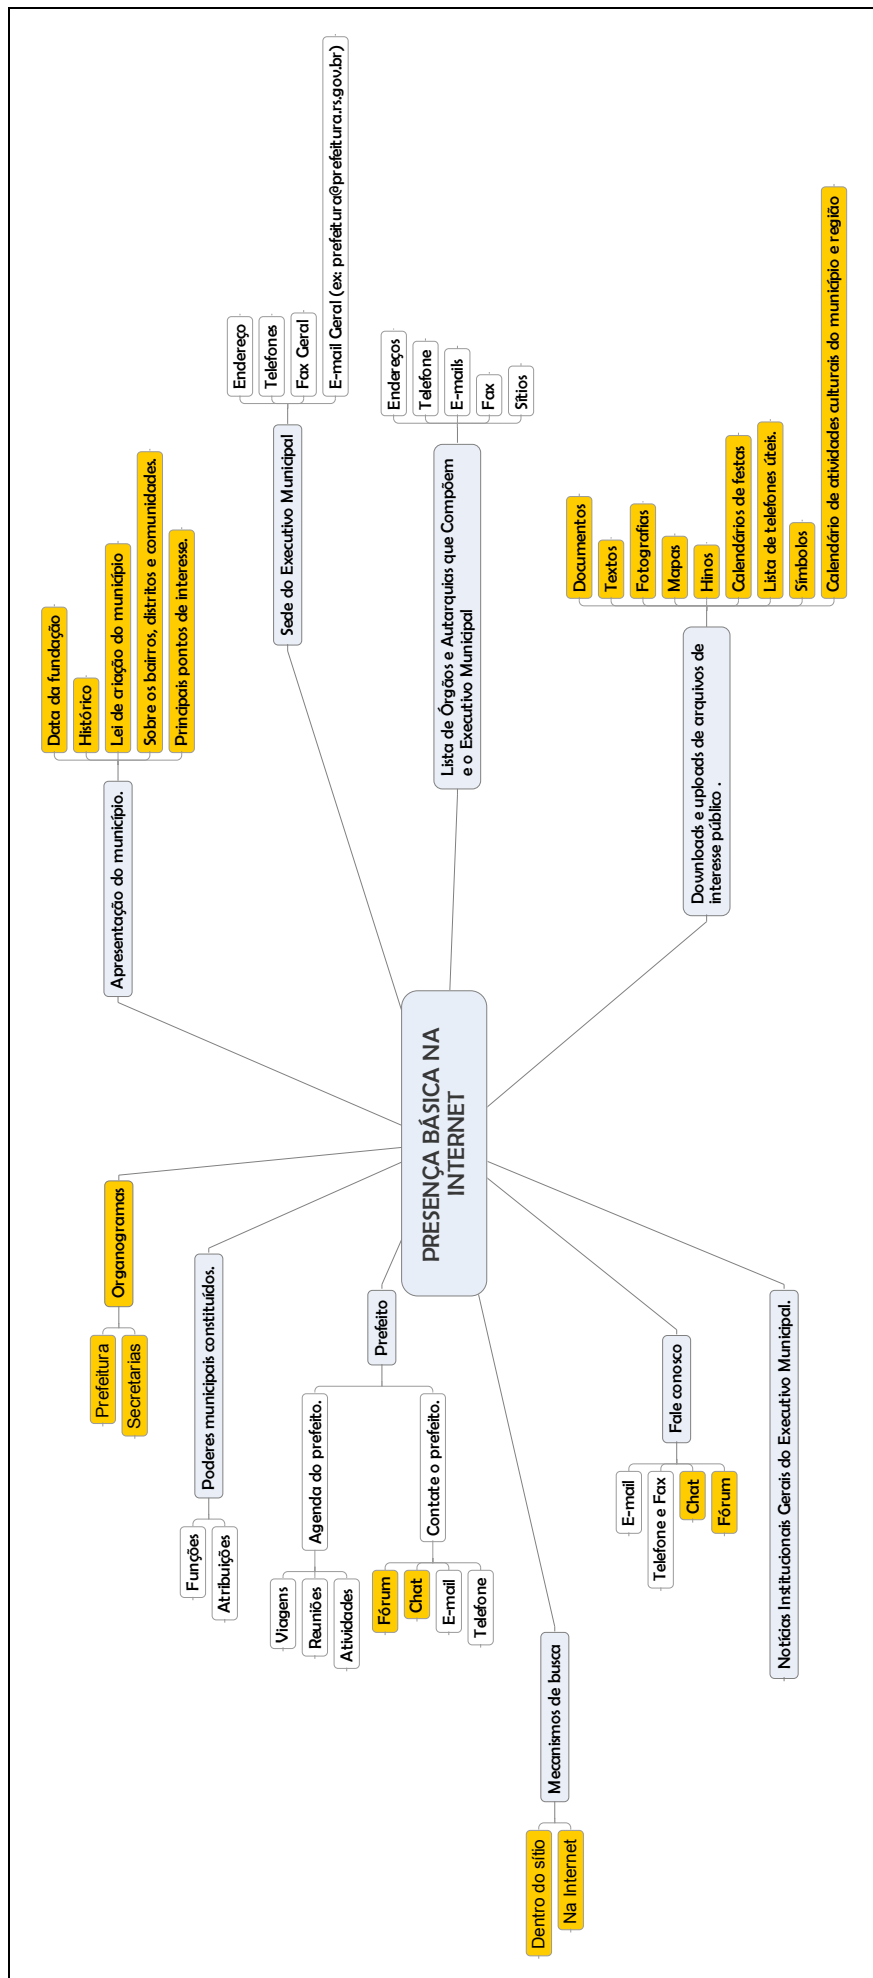 PRESENÇA BÁSICA NA
INTERNET
Organogramas
Prefeitura
Secretarias
Poderes municipais constituídos.
Funções
Atribuições
Prefeito
Agenda do prefeito.
Viagens
Reuniões
Atividades
Contate o prefeito.
Fórum
Chat
E-mail
Telefone
Mecanismos de busca
Dentro do sítio
Na Internet
Apresentação do município.
Data da fundação
Histórico
Lei de criação do município
Sobre os bairros, distritos e comunidades.
Principais pontos de interesse.
Sede do Executivo Municipal
Endereço
Telefones
Fax Geral
E-mail Geral (ex: prefeitura@prefeitura.rs.gov.br)
Lista de Órgãos e Autarquias que Compõem
e o Executivo Municipal
Endereços
Telefone
E-mails
Fax
Sítios
Downloads e uploads de arquivos de
interesse público .
Documentos
Textos
Fotografias
Mapas
Hinos
Calendários de festas
Lista de telefones úteis.
Símbolos
Calendário de atividades culturais do município e região
Fale conosco
E-mail
Telefone e Fax
Chat
Fórum
Notícias Institucionais Gerais do Executivo Municipal.